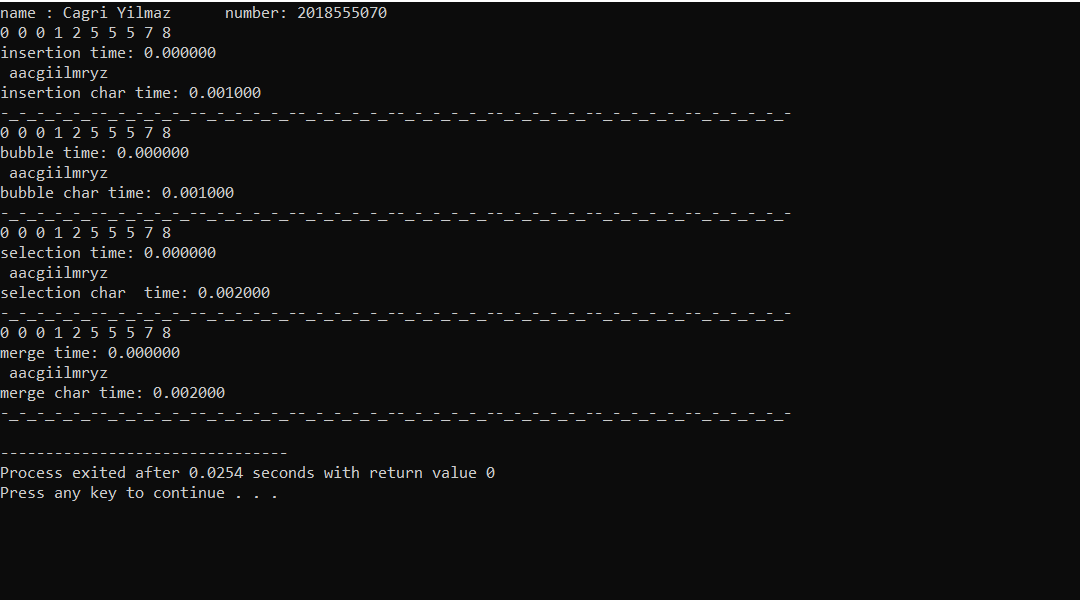 name : Cagri Yilmaz      number: 2018555070
0 0 0 1 2 5 5 5 7 8
insertion time: 0.000000
 aacgiilmryz
insertion char time: 0.001000
-_-_-_-_-_--_-_-_-_-_--_-_-_-_-_--_-_-_-_-_--_-_-_-_-_--_-_-_-_-_--_-_-_-_-_--_-_-_-_-_-
0 0 0 1 2 5 5 5 7 8
bubble time: 0.000000
 aacgiilmryz
bubble char time: 0.001000
-_-_-_-_-_--_-_-_-_-_--_-_-_-_-_--_-_-_-_-_--_-_-_-_-_--_-_-_-_-_--_-_-_-_-_--_-_-_-_-_-
0 0 0 1 2 5 5 5 7 8
selection time: 0.000000
 aacgiilmryz
selection char  time: 0.002000
-_-_-_-_-_--_-_-_-_-_--_-_-_-_-_--_-_-_-_-_--_-_-_-_-_--_-_-_-_-_--_-_-_-_-_--_-_-_-_-_-
0 0 0 1 2 5 5 5 7 8
merge time: 0.000000
 aacgiilmryz
merge char time: 0.002000
-_-_-_-_-_--_-_-_-_-_--_-_-_-_-_--_-_-_-_-_--_-_-_-_-_--_-_-_-_-_--_-_-_-_-_--_-_-_-_-_-
--------------------------------
Process exited after 0.0254 seconds with return value 0
Press any key to continue . . .